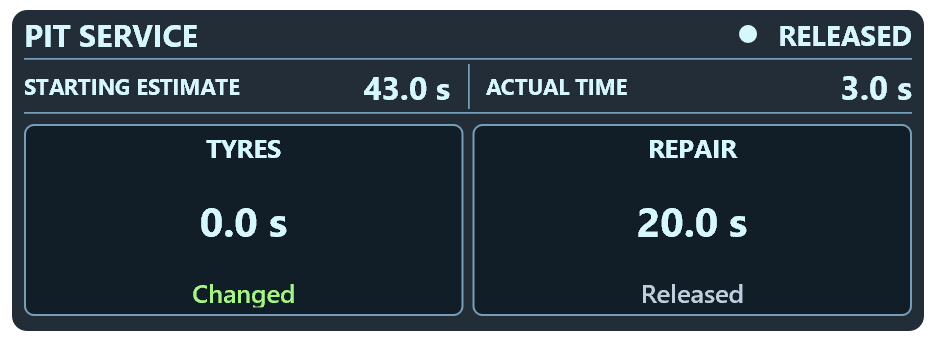 PIT SERVICE RELEASED
STARTING ESTIMATE 43.0 s ACTUAL TIME 3.0 s
TYRES
0.0 s
Changed
REPAIR
20.0 s
Released